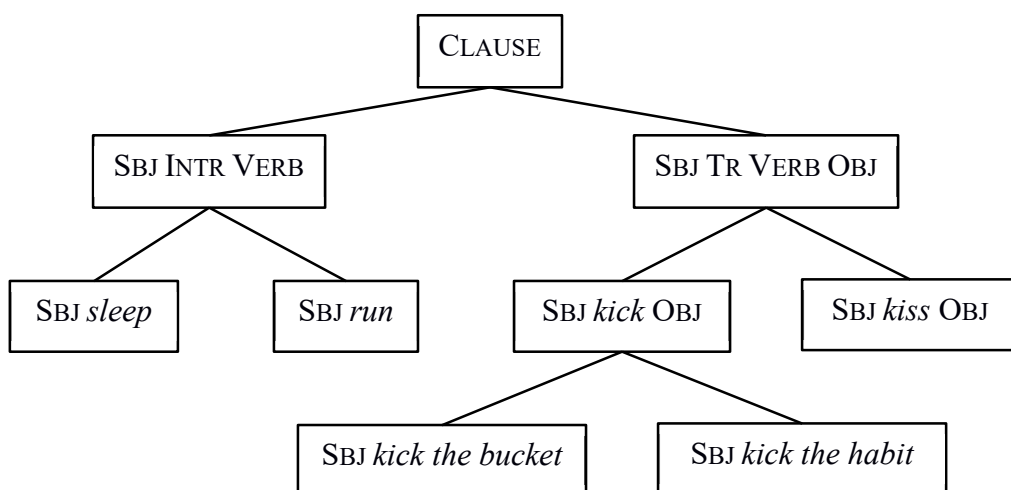 CLAUSE
SBJ INTR VERB
SBJ TR VERB OBJ
SBJ sleep
SBJ run
SBJ kick OBJ
SBJ kiss OBJ
SBJ kick the bucket
SBJ kick the habit